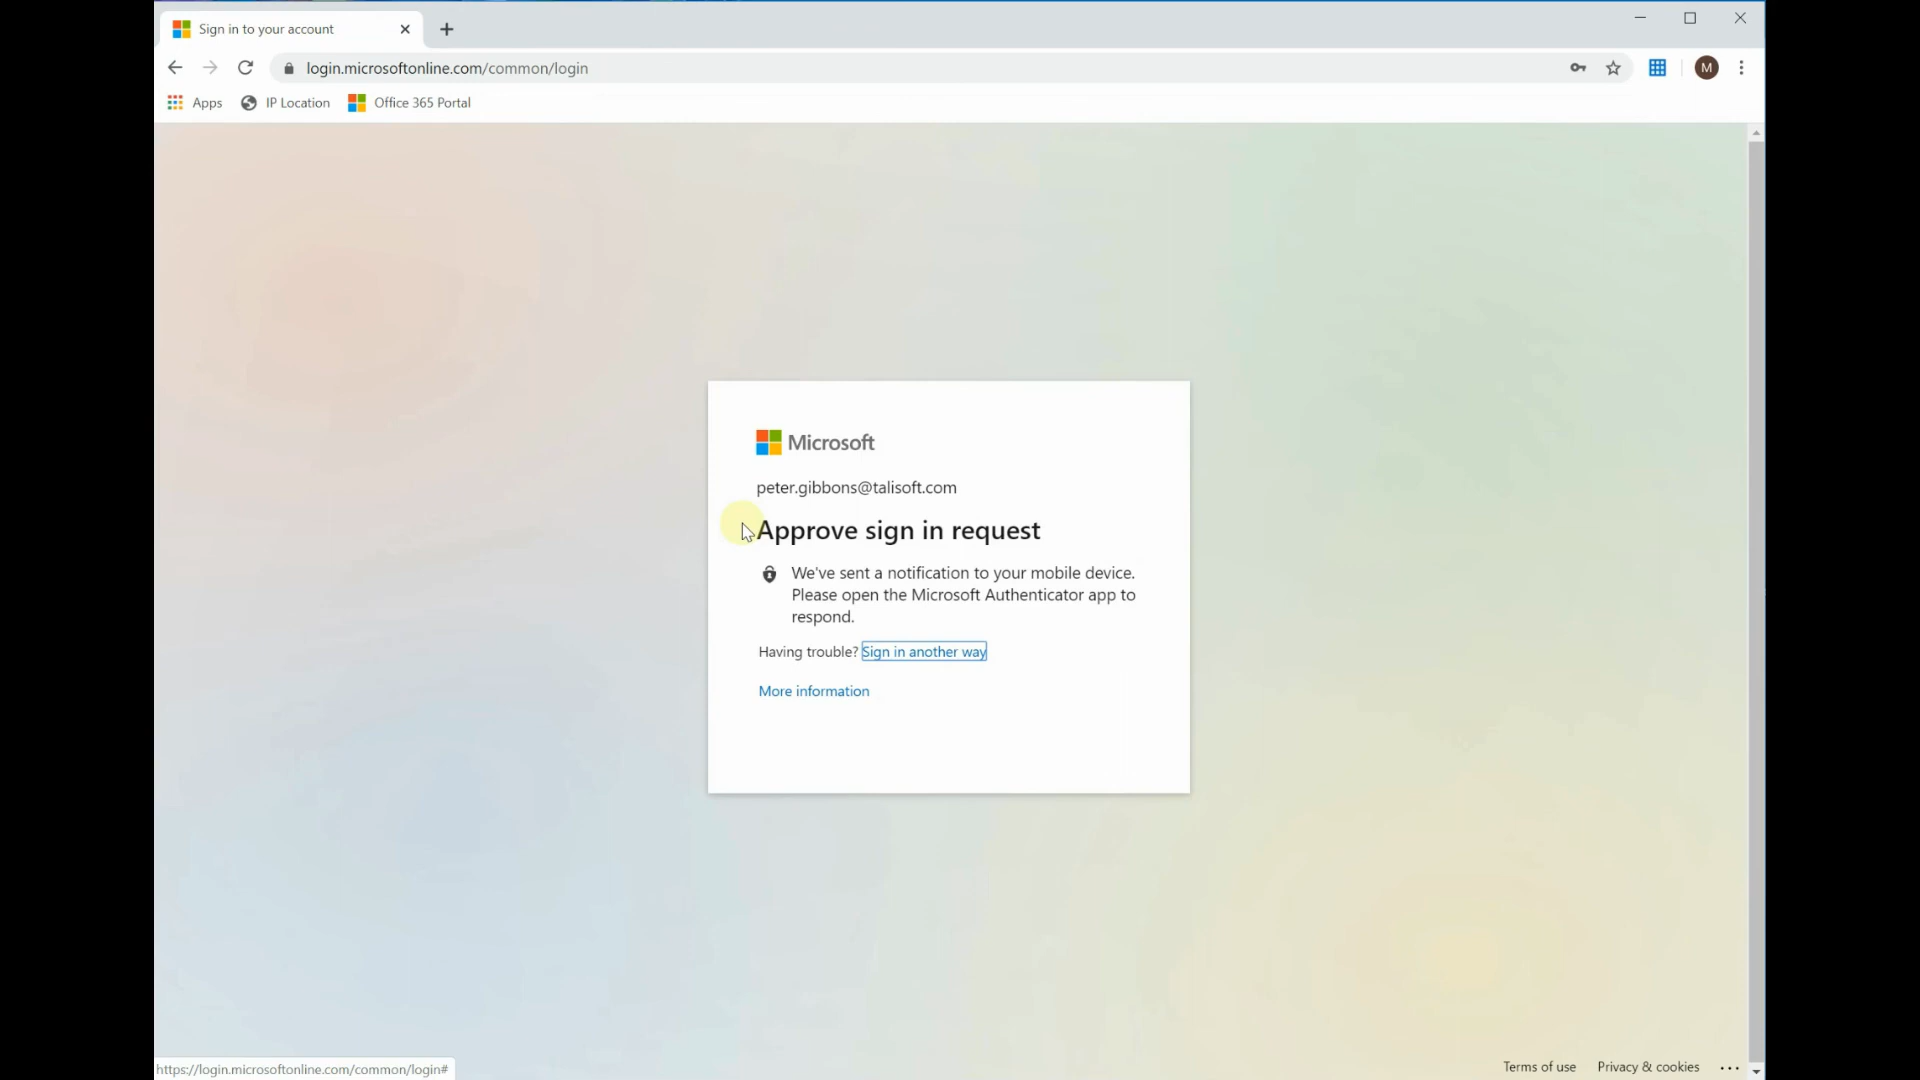 Sign in to your account
login.microsoftonline.com/common/login
M
Apps
IP Location
Office 365 Portal
Microsoft
peter.gibbons@talisoft.com
Approve sign in request
We've sent a notification to your mobile device.
Please open the Microsoft Authenticator app to
respond.
Having trouble? Sign in another way
More information
https://login.microsoftonline.com/common/login#
Terms of use
Privacy & cookies
...